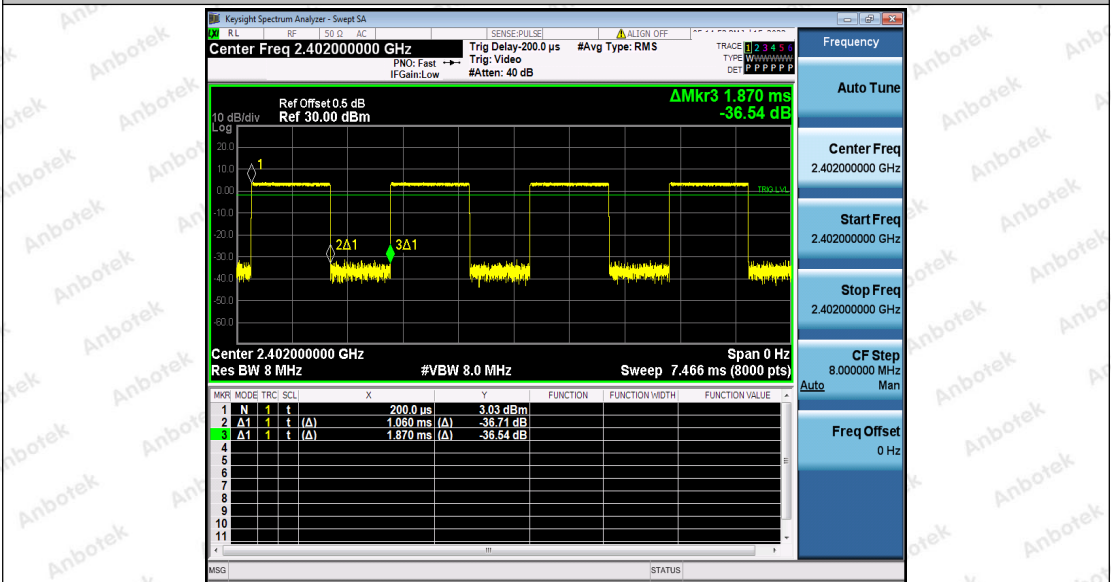 Keysight Spectrum Analyzer - Swept SA
RL RF 50 Ω AC SENSE:PULSE ALIGN OFF
Center Freq 2.402000000 GHz
PNO: Fast
IFGain:Low
Trig Delay-200.0 µs #Avg Type: RMS
Trig: Video
#Atten: 40 dB
TRACE 1 2 3 4 5 6
TYPE WWWWWW
DET P P P P P P
ΔMkr3 1.870 ms
-36.54 dB
Ref Offset 0.5 dB
10 dB/div Ref 30.00 dBm
Log
20.0
10.0
0.00
-10.0
-20.0
-30.0
-40.0
-50.0
-60.0
1
TRIG LVL
2Δ1
3Δ1
Center 2.402000000 GHz Span 0 Hz
Res BW 8 MHz #VBW 8.0 MHz Sweep 7.466 ms (8000 pts)
MKR MODE TRC SCL X Y FUNCTION FUNCTION WIDTH FUNCTION VALUE
1 N 1 t 200.0 µs 3.03 dBm
2 Δ1 1 t (Δ) 1.060 ms (Δ) -36.71 dB
3 Δ1 1 t (Δ) 1.870 ms (Δ) -36.54 dB
4
5
6
7
8
9
10
11
MSG STATUS
Frequency
Auto Tune
Center Freq
2.402000000 GHz
Start Freq
2.402000000 GHz
Stop Freq
2.402000000 GHz
CF Step
8.000000 MHz
Auto Man
Freq Offset
0 Hz
Anbotek